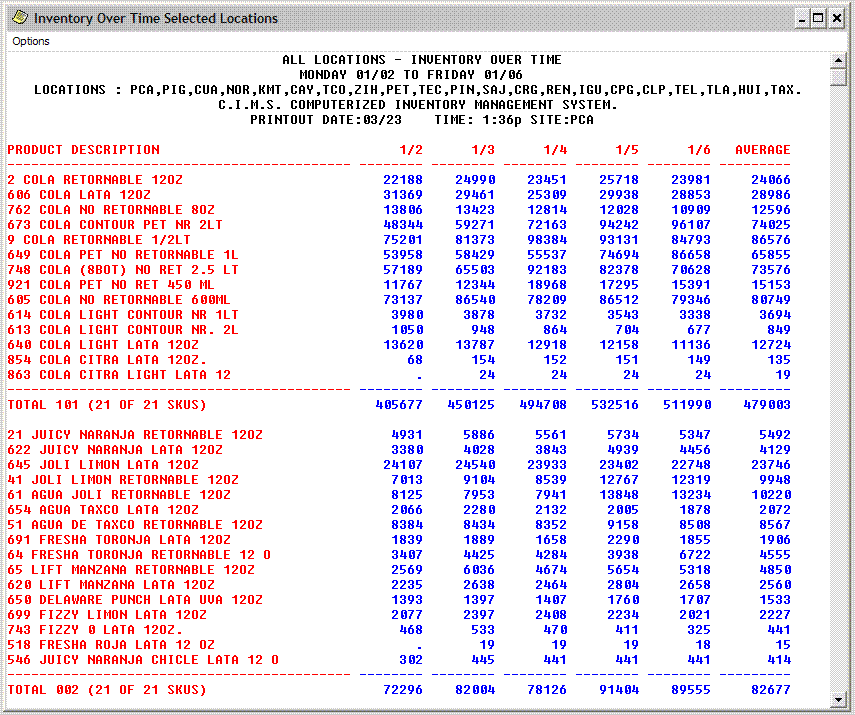 Inventory Over Time Selected Locations
Options
ALL LOCATIONS - INVENTORY OVER TIME
MONDAY 01/02 TO FRIDAY 01/06
LOCATIONS : PCA,PIG,CUA,NOR,KMT,CAY,TCO,ZIH,PET,TEC,PIN,SAJ,CRG,REN,IGU,CPG,CLP,TEL,TLA,HUI,TAX.
C.I.M.S. COMPUTERIZED INVENTORY MANAGEMENT SYSTEM.
PRINTOUT DATE:03/23 TIME: 1:36p SITE:PCA
PRODUCT DESCRIPTION 1/2 1/3 1/4 1/5 1/6 AVERAGE
2 COLA RETORNABLE 12OZ 22188 24990 23451 25718 23981 24066
606 COLA LATA 12OZ 31369 29461 25309 29938 28853 28986
762 COLA NO RETORNABLE 8OZ 13806 13423 12814 12028 10909 12596
673 COLA CONTOUR PET NR 2LT 48344 59271 72163 94242 96107 74025
9 COLA RETORNABLE 1/2LT 75201 81373 98384 93131 84793 86576
649 COLA PET NO RETORNABLE 1L 53958 58429 55537 74694 86658 65855
748 COLA (8BOT) NO RET 2.5 LT 57189 65503 92183 82378 70628 73576
921 COLA PET NO RET 450 ML 11767 12344 18968 17295 15391 15153
605 COLA NO RETORNABLE 600ML 73137 86540 78209 86512 79346 80749
614 COLA LIGHT CONTOUR NR 1LT 3980 3878 3732 3543 3338 3694
613 COLA LIGHT CONTOUR NR. 2L 1050 948 864 704 677 849
640 COLA LIGHT LATA 12OZ 13620 13787 12918 12158 11136 12724
854 COLA CITRA LATA 12OZ. 68 154 152 151 149 135
863 COLA CITRA LIGHT LATA 12 . 24 24 24 24 19
TOTAL 101 (21 OF 21 SKUS) 405677 450125 494708 532516 511990 479003
21 JUICY NARANJA RETORNABLE 12OZ 4931 5886 5561 5734 5347 5492
622 JUICY NARANJA LATA 12OZ 3380 4028 3843 4939 4456 4129
645 JOLI LIMON LATA 12OZ 24107 24540 23933 23402 22748 23746
41 JOLI LIMON RETORNABLE 12OZ 7013 9104 8539 12767 12319 9948
61 AGUA JOLI RETORNABLE 12OZ 8125 7953 7941 13848 13234 10220
654 AGUA TAXCO LATA 12OZ 2066 2280 2132 2005 1878 2072
51 AGUA DE TAXCO RETORNABLE 12OZ 8384 8434 8352 9158 8508 8567
691 FRESHA TORONJA LATA 12OZ 1839 1889 1658 2290 1855 1906
64 FRESHA TORONJA RETORNABLE 12 O 3407 4425 4284 3938 6722 4555
65 LIFT MANZANA RETORNABLE 12OZ 2569 6036 4674 5654 5318 4850
620 LIFT MANZANA LATA 12OZ 2235 2638 2464 2804 2658 2560
650 DELAWARE PUNCH LATA UVA 12OZ 1393 1397 1407 1760 1707 1533
699 FIZZY LIMON LATA 12OZ 2077 2397 2408 2234 2021 2227
743 FIZZY 0 LATA 12OZ. 468 533 470 411 325 441
518 FRESHA ROJA LATA 12 OZ . 19 19 19 18 15
546 JUICY NARANJA CHICLE LATA 12 O 302 445 441 441 441 414
TOTAL 002 (21 OF 21 SKUS) 72296 82004 78126 91404 89555 82677